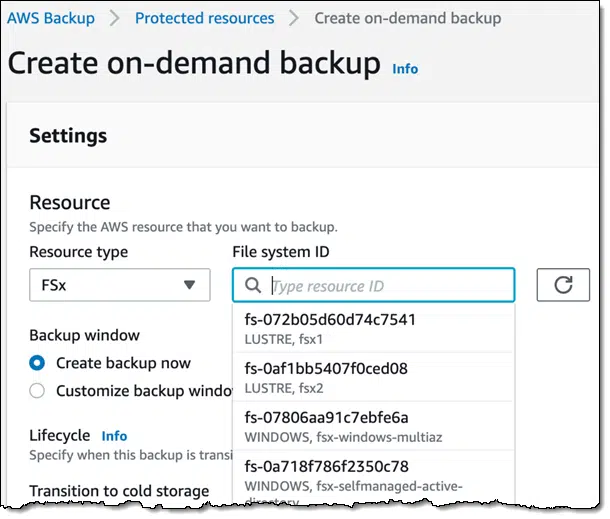 AWS Backup > Protected resources > Create on-demand backup
Create on-demand backup Info
Settings
Resource
Specify the AWS resource that you want to backup.
Resource type
File system ID
FSx
Type resource ID
fs-072b05d60d74c7541
LUSTRE, fsx1
fs-0af1bb5407f0ced08
LUSTRE, fsx2
fs-07806aa91c7ebfe6a
WINDOWS, fsx-windows-multiaz
fs-0a718f786f2350c78
WINDOWS, fsx-selfmanaged-active-
directory
Backup window
Create backup now
Customize backup windo
Lifecycle Info
Specify when this backup is transi
Transition to cold storage